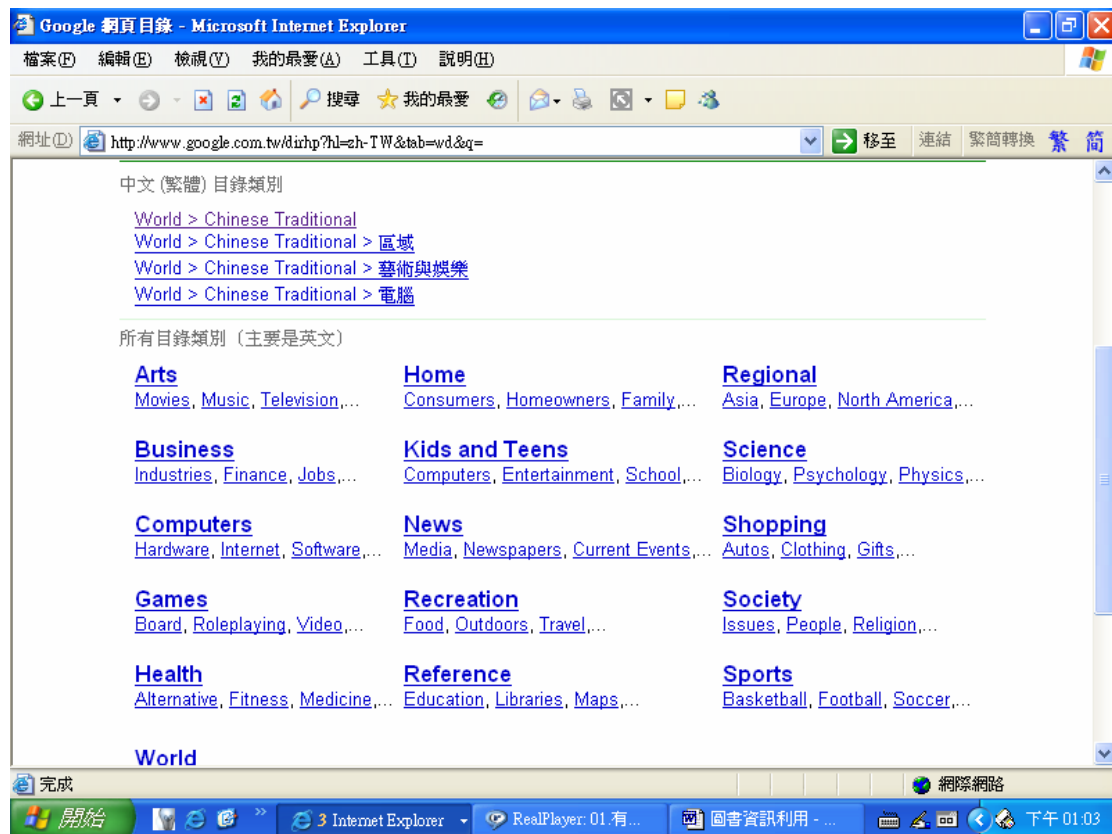 Google 網頁目錄 - Microsoft Internet Explorer
檔案(F) 編輯(E) 檢視(V) 我的最愛(A) 工具(T) 說明(H)
上一頁 搜尋 我的最愛
網址(D) http://www.google.com.tw/dirhp?hl=zh-TW&tab=wd&q= 移至 連結 繁簡轉換 繁 简
中文 (繁體) 目錄類別
World > Chinese Traditional
World > Chinese Traditional > 區域
World > Chinese Traditional > 藝術與娛樂
World > Chinese Traditional > 電腦
所有目錄類別（主要是英文）
Arts Home Regional
Movies, Music, Television,... Consumers, Homeowners, Family,... Asia, Europe, North America,...
Business Kids and Teens Science
Industries, Finance, Jobs,... Computers, Entertainment, School,... Biology, Psychology, Physics,...
Computers News Shopping
Hardware, Internet, Software,... Media, Newspapers, Current Events,... Autos, Clothing, Gifts,...
Games Recreation Society
Board, Roleplaying, Video,... Food, Outdoors, Travel,... Issues, People, Religion,...
Health Reference Sports
Alternative, Fitness, Medicine,... Education, Libraries, Maps,... Basketball, Football, Soccer,...
World
完成 網際網路
開始 3 Internet Explorer RealPlayer: 01.有... 圖書資訊利用 - ... 下午 01:03